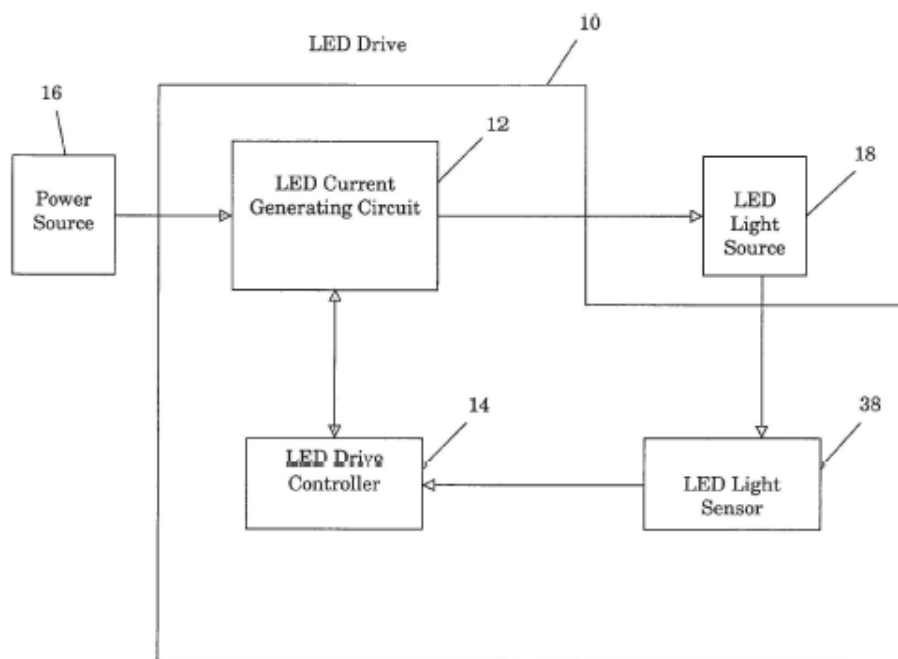 LED Drive
10
16
12
18
Power
Source
LED Current
Generating Circuit
LED
Light
Source
14
38
LED Drive
Controller
LED Light
Sensor